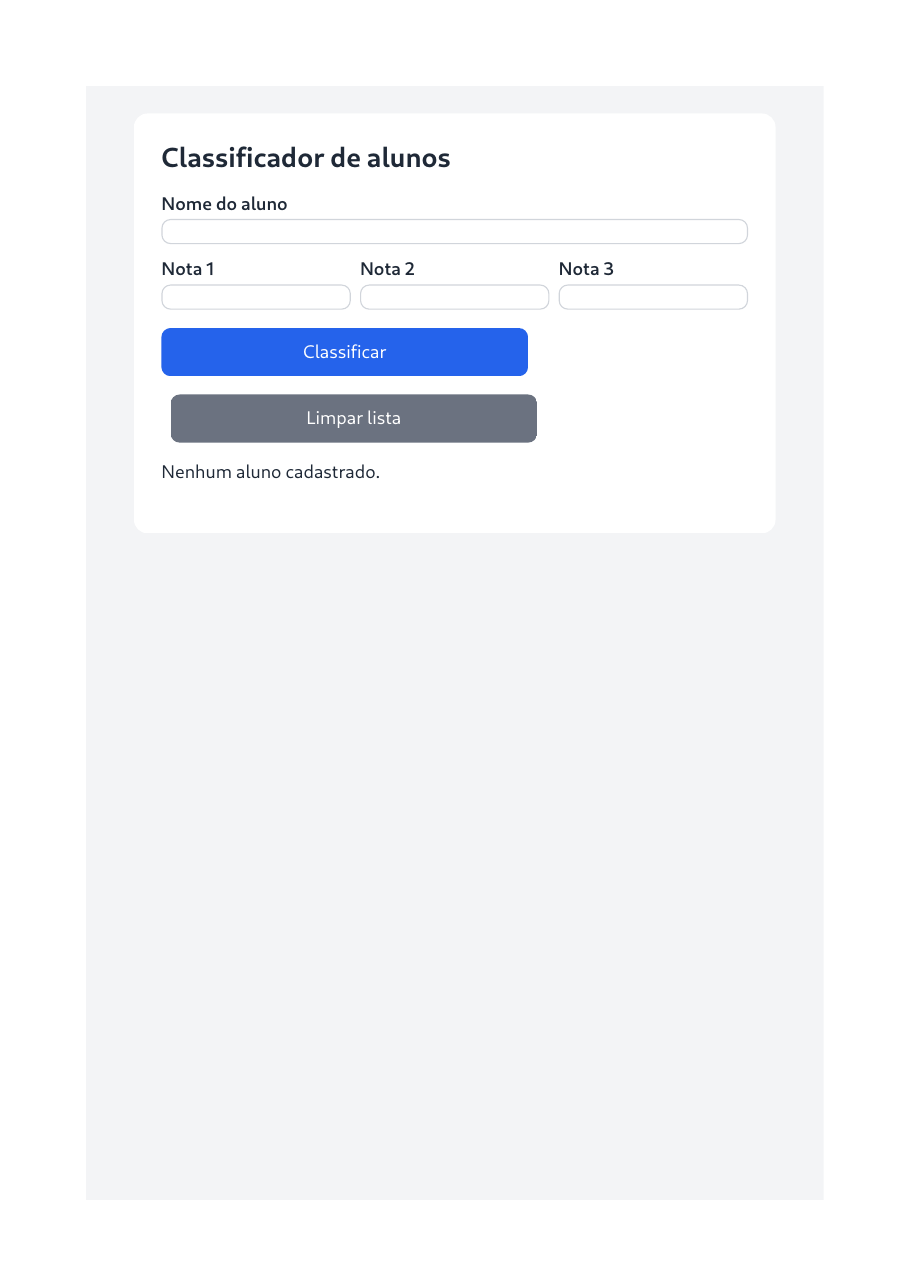 Classificador de alunos
Nome do aluno
Nota 1 Nota 2 Nota 3
Classificar
Limpar lista
Nenhum aluno cadastrado.